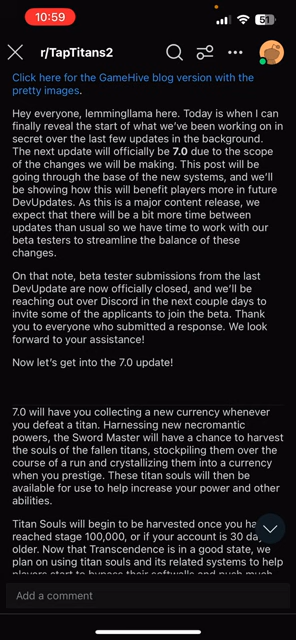 10:59
51
r/TapTitans2
Click here for the GameHive blog version with the
pretty images.
Hey everyone, lemmingllama here. Today is when I can
finally reveal the start of what we've been working on in
secret over the last few updates in the background.
The next update will officially be 7.0 due to the scope
of the changes we will be making. This post will be
going through the base of the new systems, and we'll
be showing how this will benefit players more in future
DevUpdates. As this is a major content release, we
expect that there will be a bit more time between
updates than usual so we have time to work with our
beta testers to streamline the balance of these
changes.
On that note, beta tester submissions from the last
DevUpdate are now officially closed, and we'll be
reaching out over Discord in the next couple days to
invite some of the applicants to join the beta. Thank
you to everyone who submitted a response. We look
forward to your assistance!
Now let's get into the 7.0 update!
7.0 will have you collecting a new currency whenever
you defeat a titan. Harnessing new necromantic
powers, the Sword Master will have a chance to harvest
the souls of the fallen titans, stockpiling them over the
course of a run and crystallizing them into a currency
when you prestige. These titan souls will then be
available for use to help increase your power and other
abilities.
Titan Souls will begin to be harvested once you
reached stage 100,000, or if your account is 30
older. Now that Transcendence is in a good state, we
plan on using titan souls and its related systems to help
players start to bypass their softwalls and push much
Add a comment